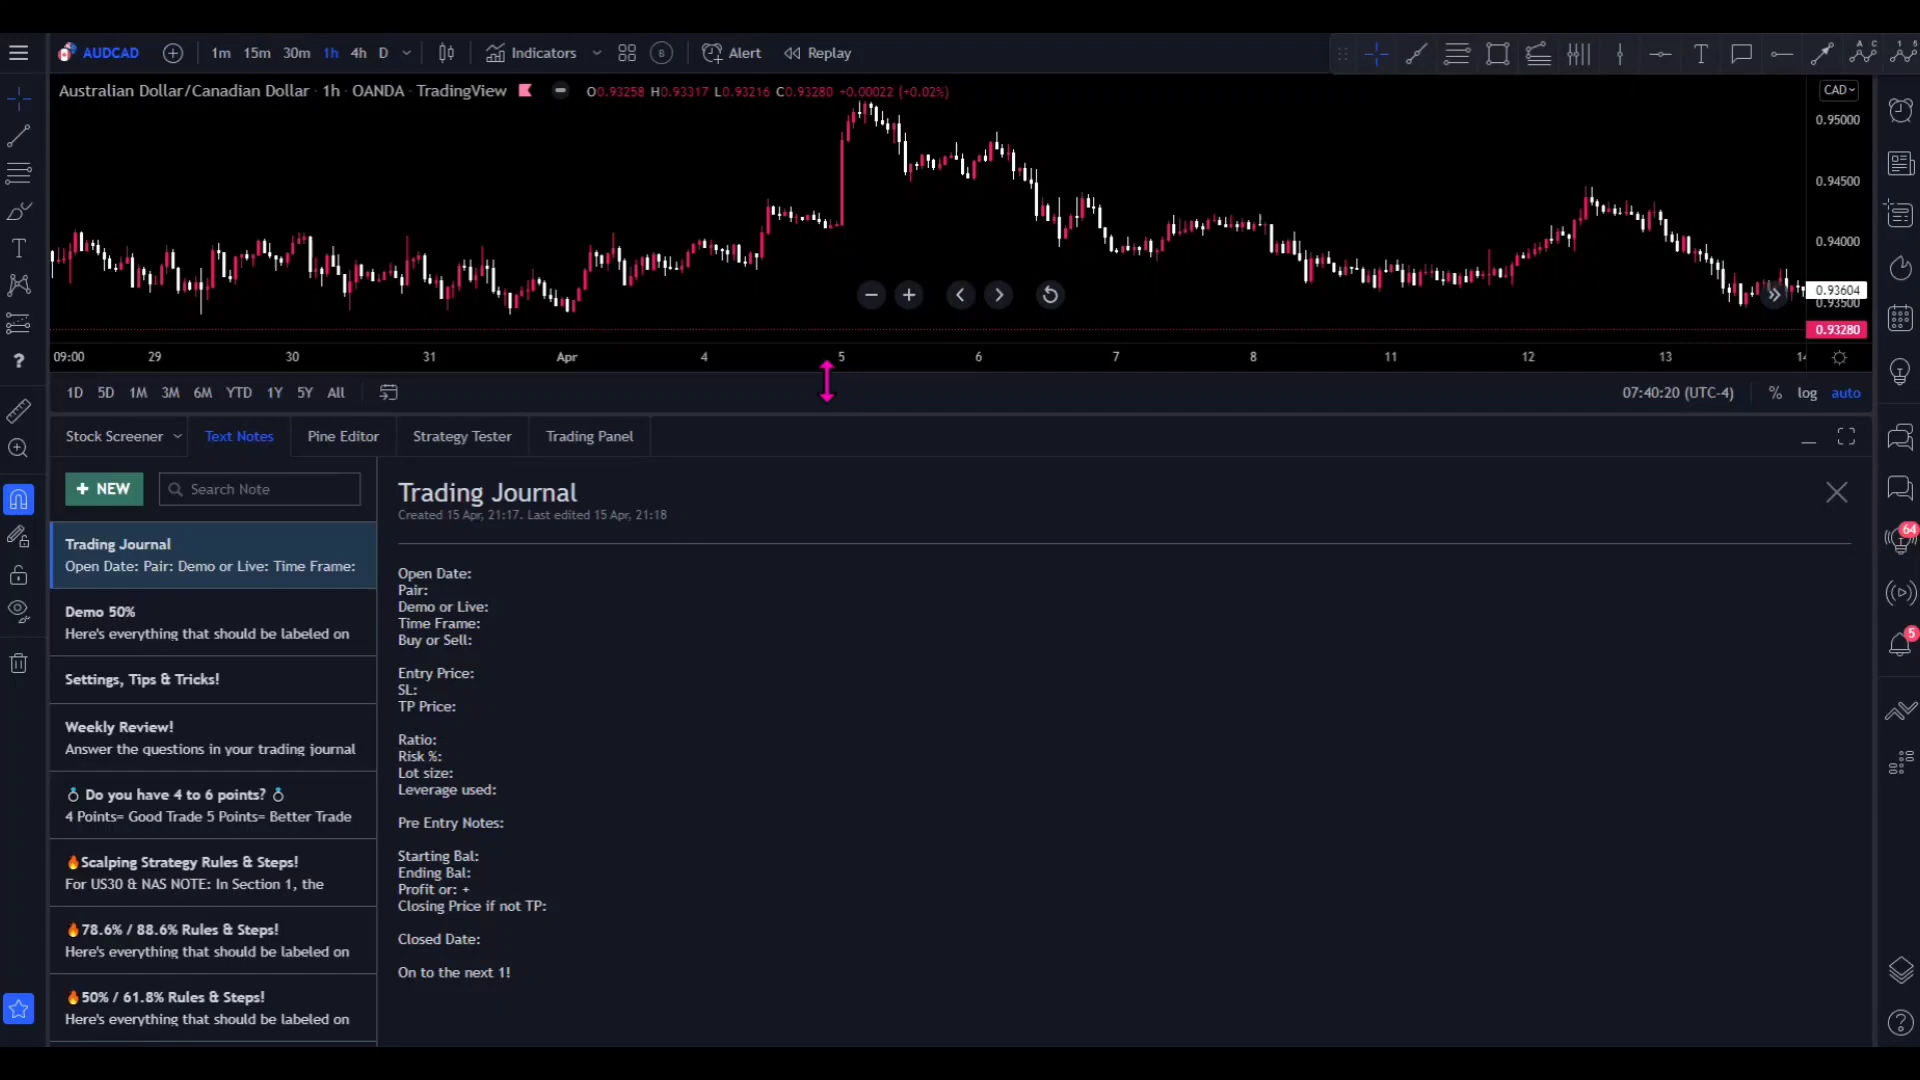 AUDCAD 1m 15m 30m 1h 4h D Indicators B Alert Replay
Australian Dollar/Canadian Dollar · 1h · OANDA · TradingView O0.93258 H0.93317 L0.93216 C0.93280 +0.00022 (+0.02%)
CAD
0.95000
0.94500
0.94000
0.93604
0.93500
0.93280
09:00 29 30 31 Apr 4 5 6 7 8 11 12 13 14
1D 5D 1M 3M 6M YTD 1Y 5Y All 07:40:20 (UTC-4) % log auto
Stock Screener Text Notes Pine Editor Strategy Tester Trading Panel
+ NEW Search Note
Trading Journal
Open Date: Pair: Demo or Live: Time Frame:
Demo 50%
Here's everything that should be labeled on
Settings, Tips & Tricks!
Weekly Review!
Answer the questions in your trading journal
💍 Do you have 4 to 6 points? 💍
4 Points= Good Trade 5 Points= Better Trade
🔥Scalping Strategy Rules & Steps!
For US30 & NAS NOTE: In Section 1, the
🔥78.6% / 88.6% Rules & Steps!
Here's everything that should be labeled on
🔥50% / 61.8% Rules & Steps!
Here's everything that should be labeled on
Trading Journal
Created 15 Apr, 21:17. Last edited 15 Apr, 21:18
Open Date:
Pair:
Demo or Live:
Time Frame:
Buy or Sell:
Entry Price:
SL:
TP Price:
Ratio:
Risk %:
Lot size:
Leverage used:
Pre Entry Notes:
Starting Bal:
Ending Bal:
Profit or: +
Closing Price if not TP:
Closed Date:
On to the next 1!
64
5